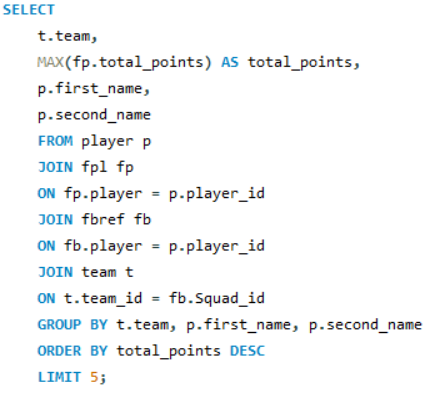 SELECT
t.team,
MAX(fp.total_points) AS total_points,
p.first_name,
p.second_name
FROM player p
JOIN fpl fp
ON fp.player = p.player_id
JOIN fbref fb
ON fb.player = p.player_id
JOIN team t
ON t.team_id = fb.Squad_id
GROUP BY t.team, p.first_name, p.second_name
ORDER BY total_points DESC
LIMIT 5;